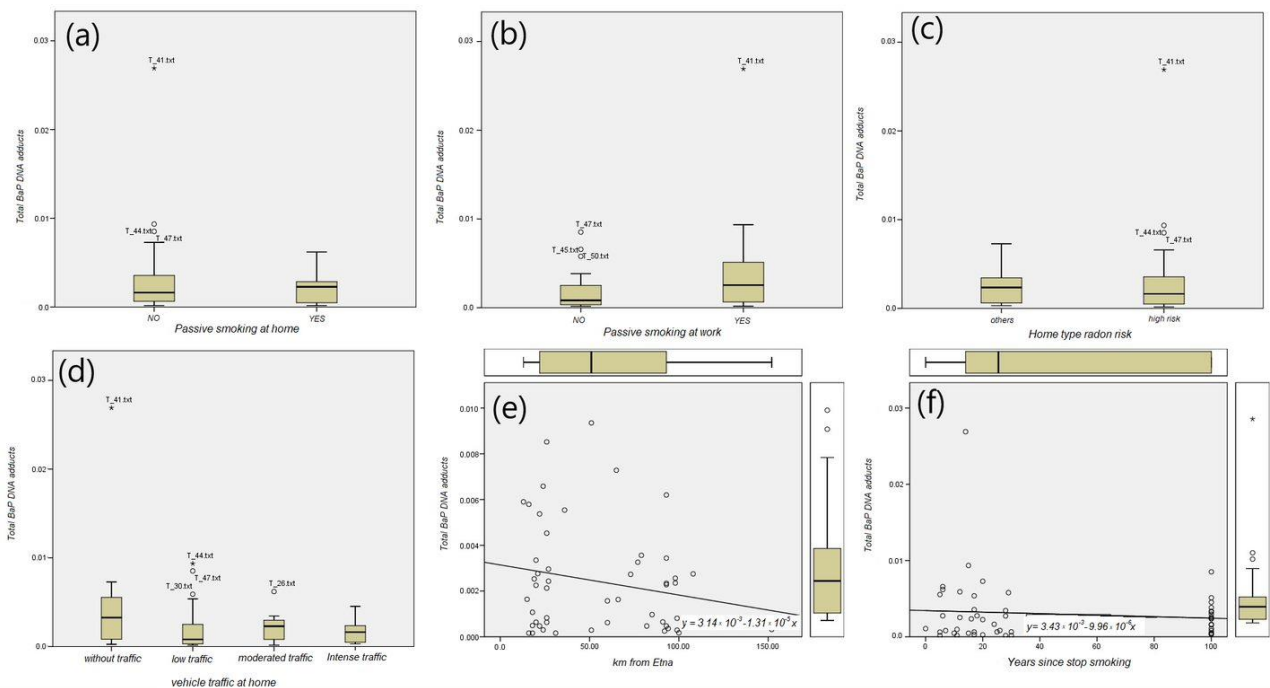 (a)
0.03
0.02
0.01
0.0
Total BaP DNA adducts
T_41.txt
T_44.txt
T_47.txt
NO
YES
Passive smoking at home
(b)
0.03
0.02
0.01
0.0
Total BaP DNA adducts
T_41.txt
T_47.txt
T_45.txt
T_50.txt
NO
YES
Passive smoking at work
(c)
0.03
0.02
0.01
0.0
Total BaP DNA adducts
T_41.txt
T_44.txt
T_47.txt
others
high risk
Home type radon risk
(d)
0.03
0.02
0.01
0.0
Total BaP DNA adducts
T_41.txt
T_44.txt
T_30.txt
T_47.txt
T_26.txt
without traffic
low traffic
moderated traffic
Intense traffic
vehicle traffic at home
(e)
0.010
0.008
0.006
0.004
0.002
0.000
Total BaP DNA adducts
y = 3.14 × 10⁻³-1.31 × 10⁻⁵ x
0.0
50.00
100.00
150.00
km from Etna
(f)
0.03
0.02
0.01
0.0
Total BaP DNA adducts
y = 3.43 × 10⁻³-9.96 × 10⁻⁶ x
0
20
40
60
80
100
Years since stop smoking